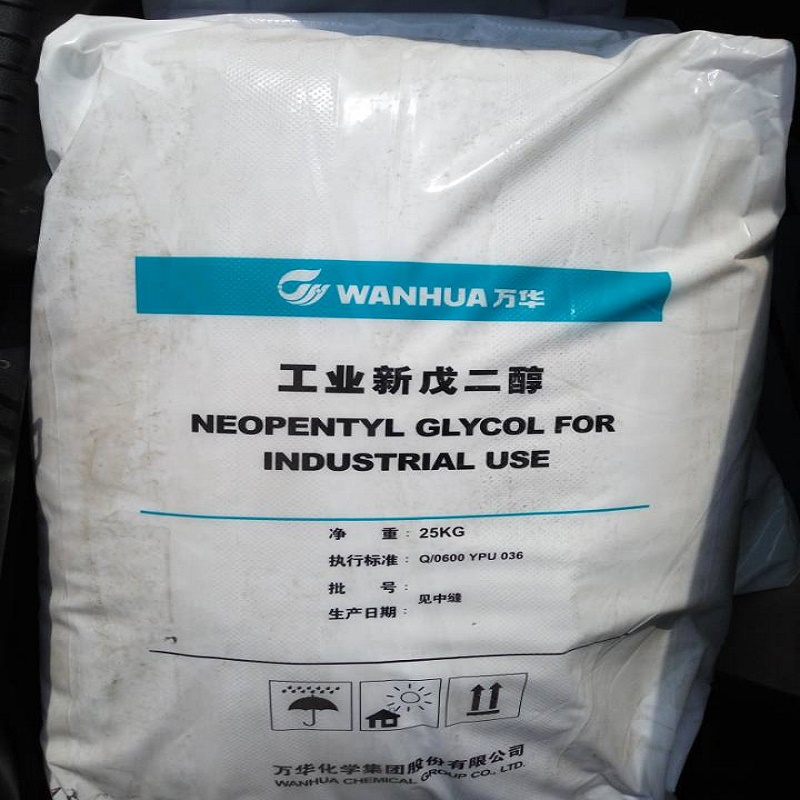 WANHUA 万华
工业新戊二醇
NEOPENTYL GLYCOL FOR
INDUSTRIAL USE
净 重: 25KG
执行标准: Q/0600 YPU 036
批 号:
见中缝
生产日期:
万华化学集团股份有限公司
WANHUA CHEMICAL GROUP CO., LTD.